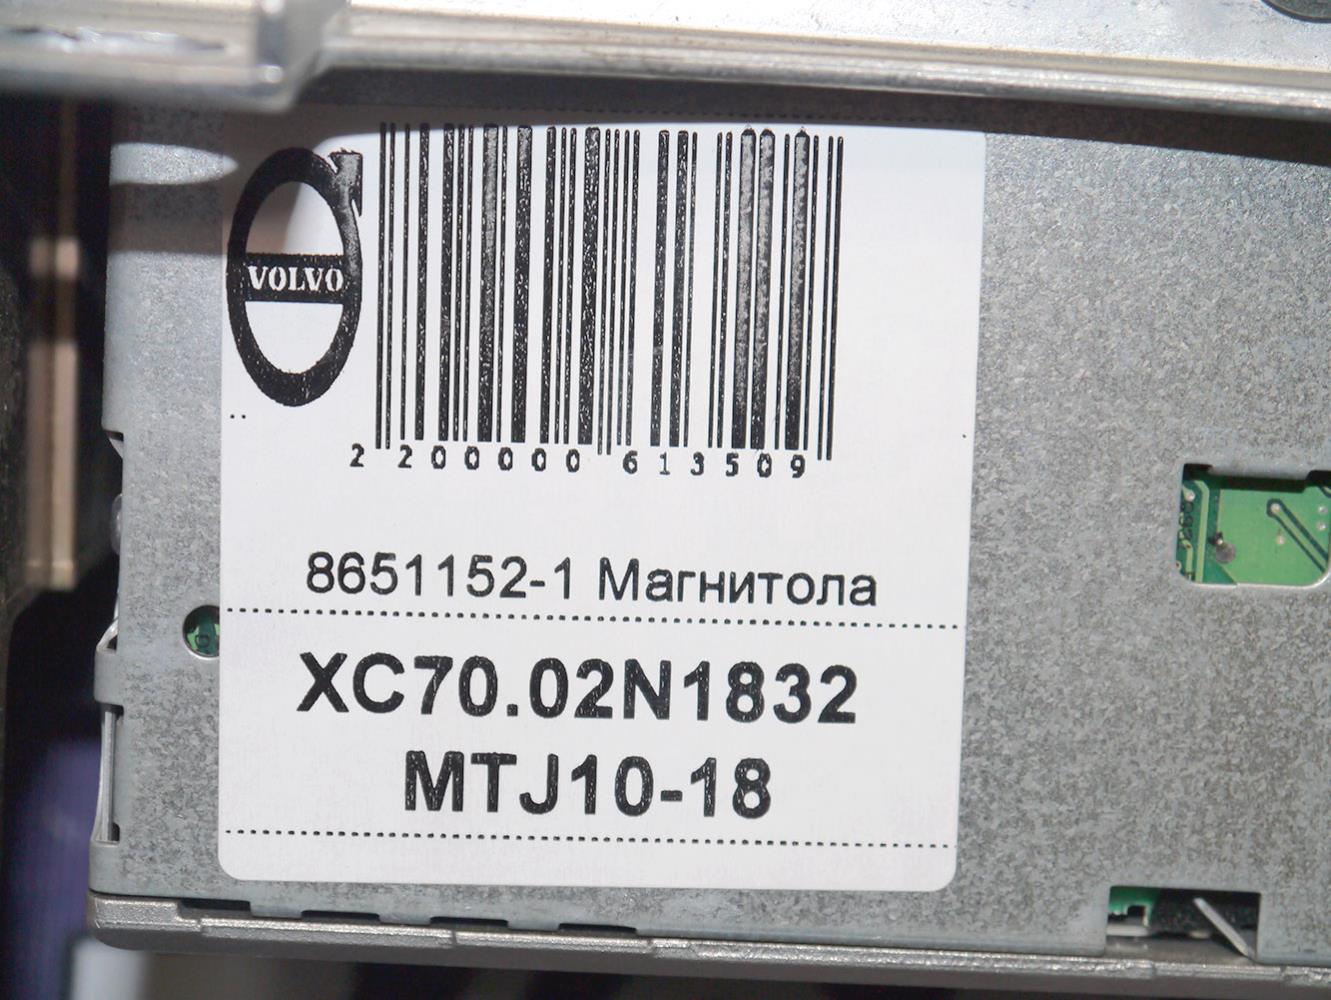 VOLVO
2 200000 613509
8651152-1 Магнитола
XC70.02N1832
MTJ10-18